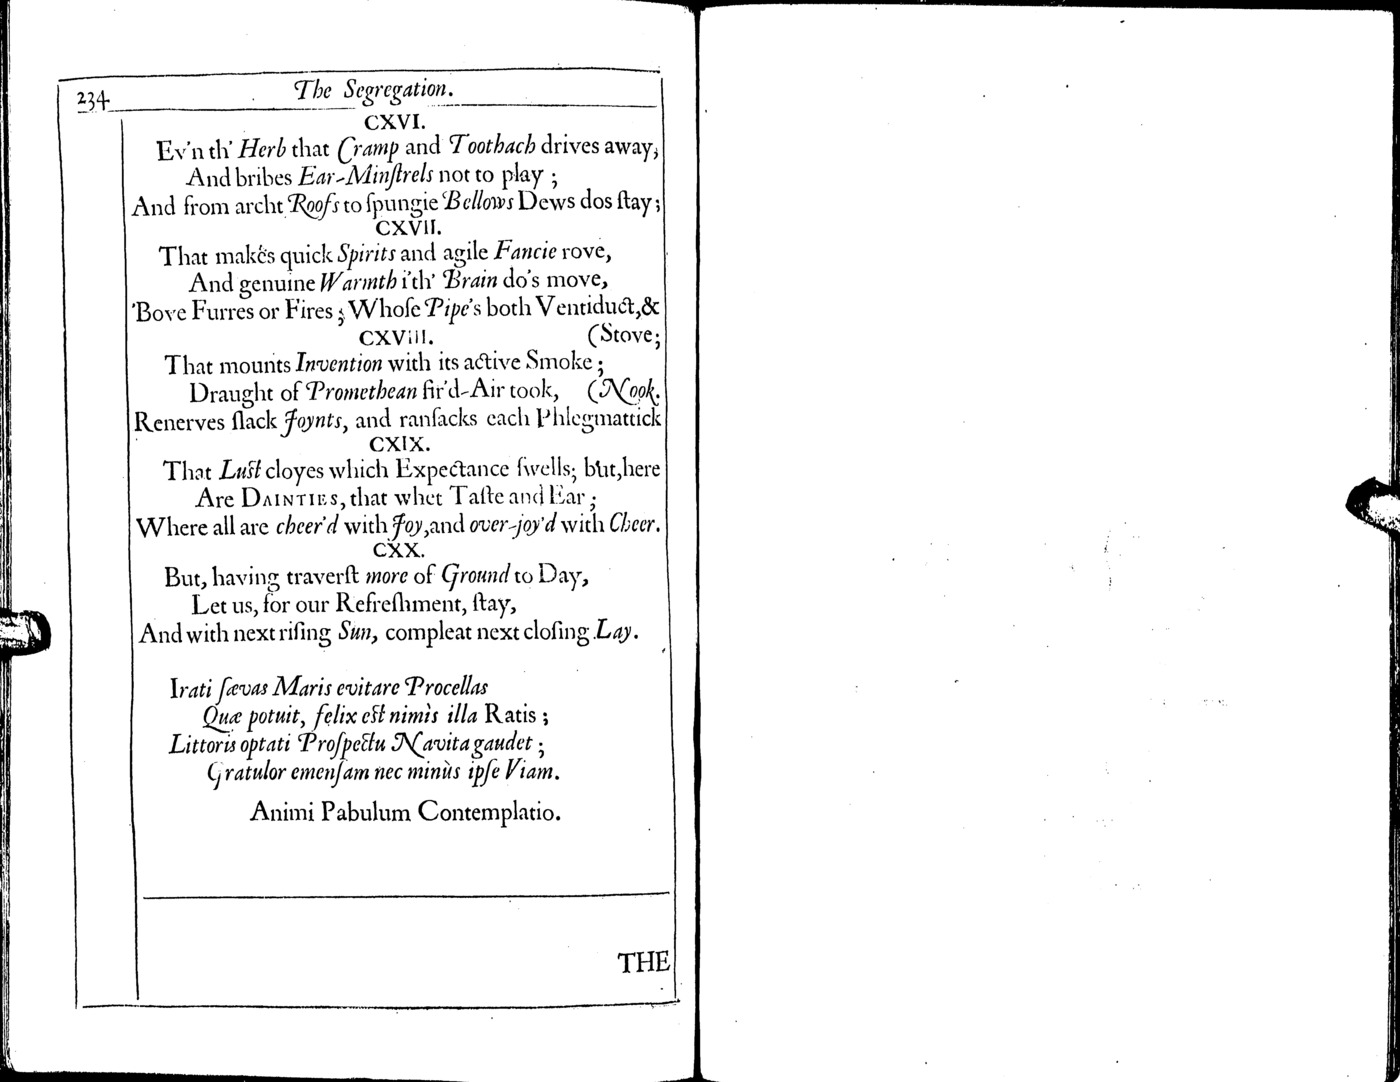 234
The Segregation.
CXVI.
Ev'n th' Herb that Cramp and Toothach drives away,
And bribes Ear-Minſtrels not to play ;
And from archt Roofs to ſpungie Bellows Dews dos ſtay;
CXVII.
That makes quick Spirits and agile Fancie rove,
And genuine Warmth i'th' Brain do's move,
'Bove Furres or Fires ; Whoſe Pipe's both Ventiduct,&
CXVIII. (Stove;
That mounts Invention with its active Smoke ;
Draught of Promethean fir'd-Air took, (Nook.
Renerves ſlack Joynts, and ranſacks each Phlegmattick
CXIX.
That Luſt cloyes which Expectance ſwells; but,here
Are DAINTIES, that whet Taſte and Ear ;
Where all are cheer'd with Joy,and over-joy'd with Cheer.
CXX.
But, having traverſt more of Ground to Day,
Let us, for our Refreſhment, ſtay,
And with next riſing Sun, compleat next cloſing Lay.
Irati ſævas Maris evitare Procellas
Quæ potuit, felix eſt nimìs illa Ratis ;
Littoris optati Proſpectu Navita gaudet ;
Gratulor emenſam nec minùs ipſe Viam.
Animi Pabulum Contemplatio.
THE